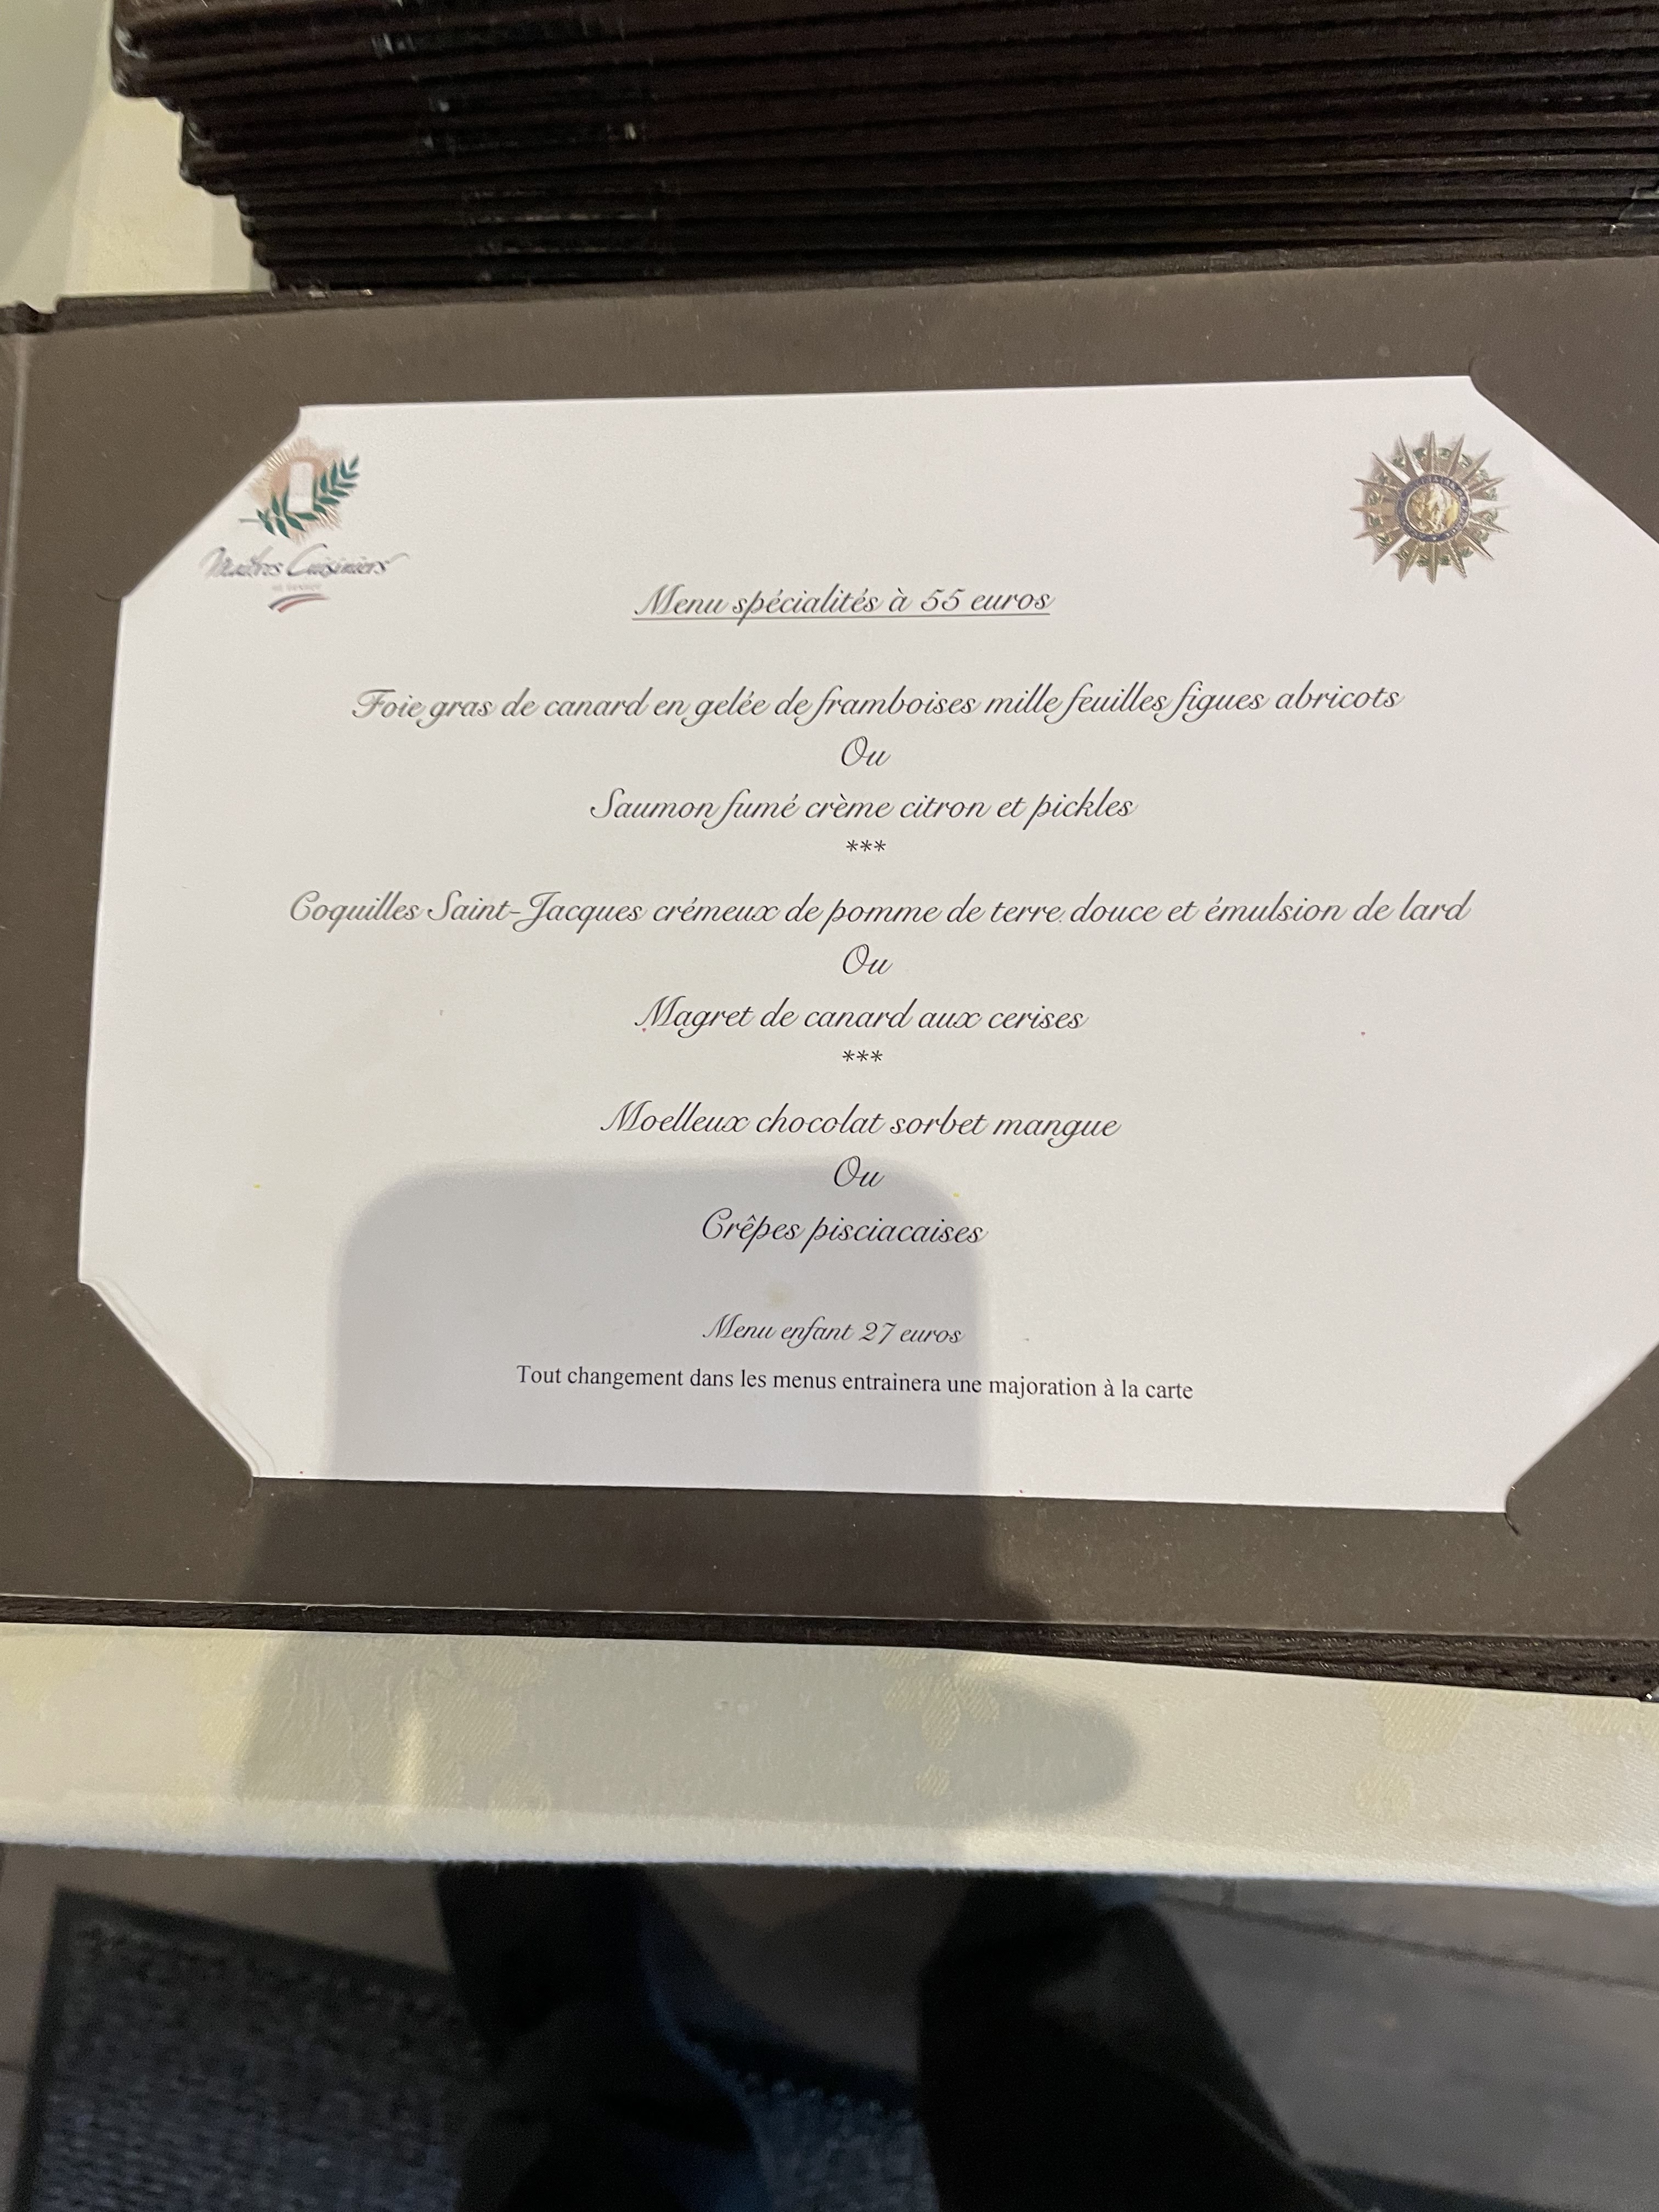 Maîtres Cuisiniers
DE FRANCE
Menu spécialités à 55 euros
Foie gras de canard en gelée de framboises mille feuilles figues abricots
Ou
Saumon fumé crème citron et pickles
***
Coquilles Saint-Jacques crémeux de pomme de terre douce et émulsion de lard
Ou
Magret de canard aux cerises
***
Moelleux chocolat sorbet mangue
Ou
Crêpes pisciacaises
Menu enfant 27 euros
Tout changement dans les menus entrainera une majoration à la carte